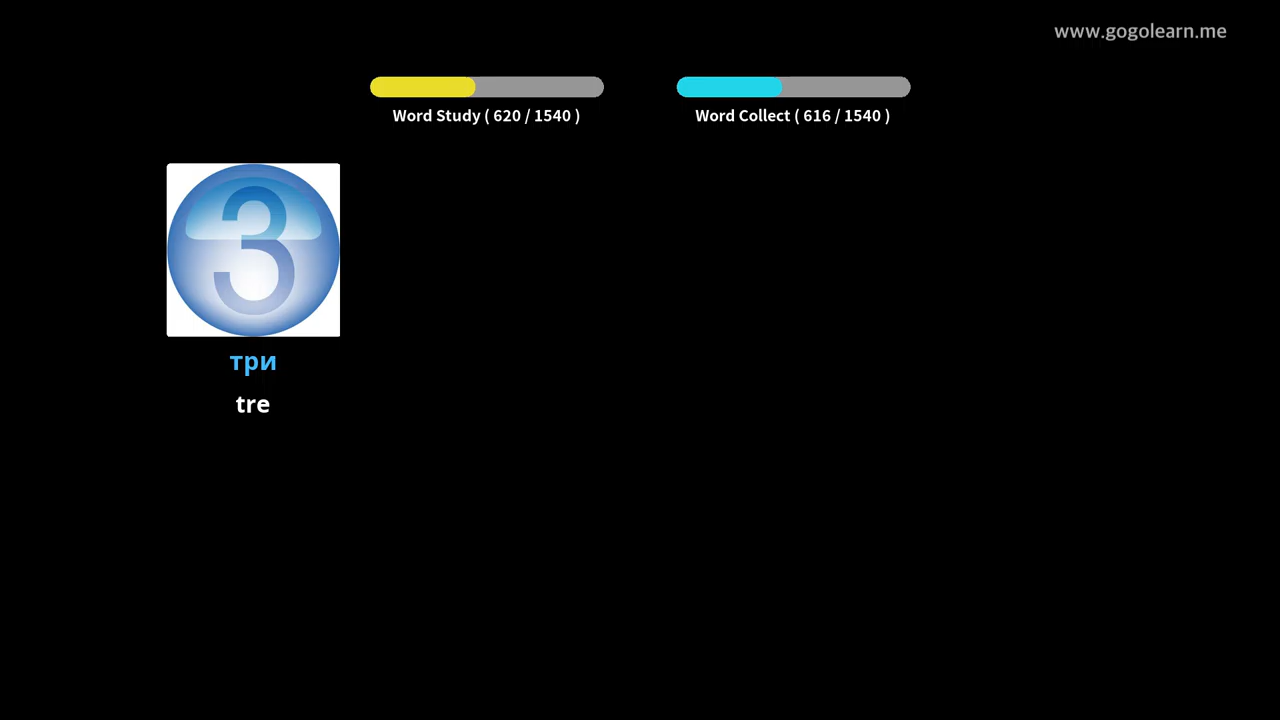 www.gogolearn.me
Word Study ( 620 / 1540 )
Word Collect ( 616 / 1540 )
3
три
tre